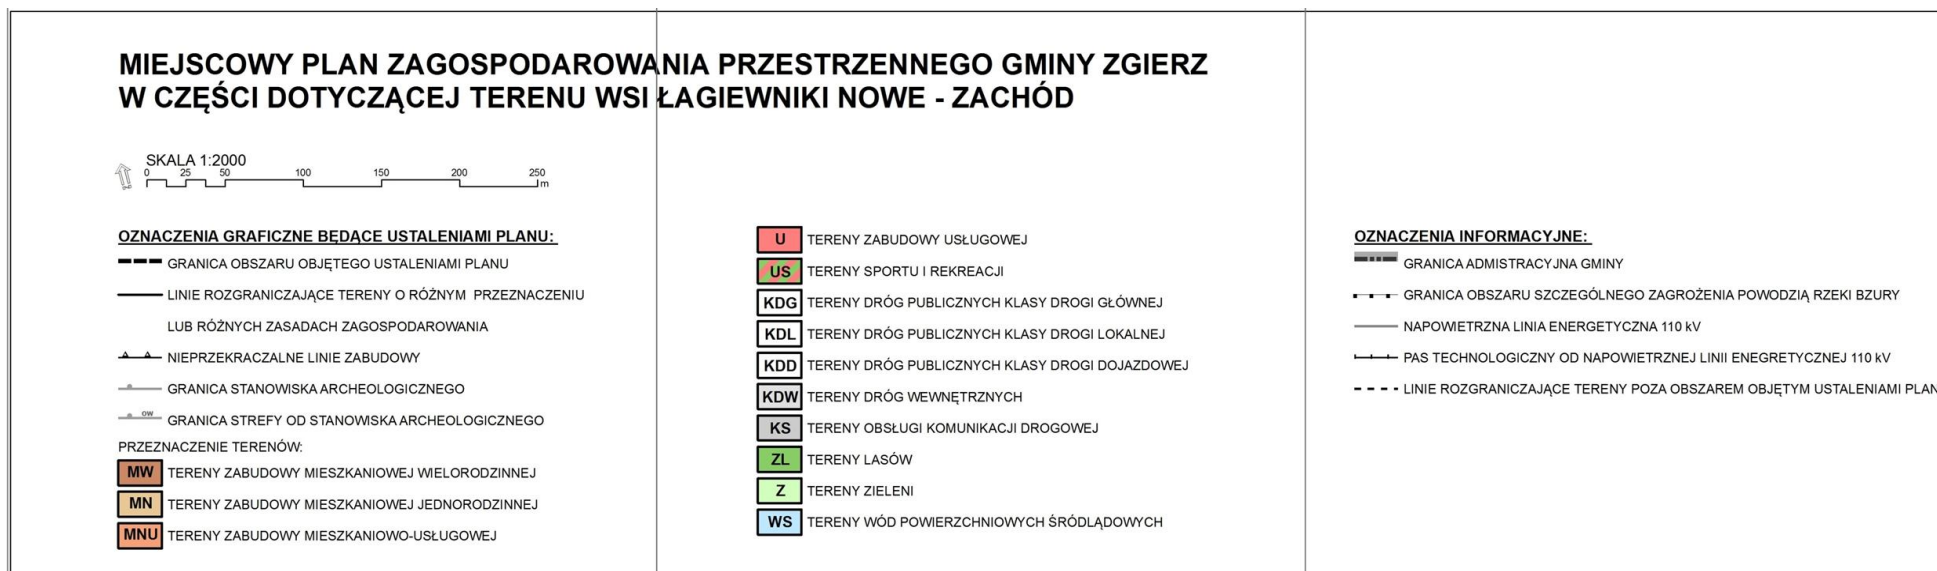 MIEJSCOWY PLAN ZAGOSPODAROWANIA PRZESTRZENNEGO GMINY ZGIERZ
W CZĘŚCI DOTYCZĄCEJ TERENU WSI ŁAGIEWNIKI NOWE - ZACHÓD
SKALA 1:2000
0 25 50 100 150 200 250 m
OZNACZENIA GRAFICZNE BĘDĄCE USTALENIAMI PLANU:
GRANICA OBSZARU OBJĘTEGO USTALENIAMI PLANU
LINIE ROZGRANICZAJĄCE TERENY O RÓŻNYM PRZEZNACZENIU
LUB RÓŻNYCH ZASADACH ZAGOSPODAROWANIA
NIEPRZEKRACZALNE LINIE ZABUDOWY
GRANICA STANOWISKA ARCHEOLOGICZNEGO
OW GRANICA STREFY OD STANOWISKA ARCHEOLOGICZNEGO
PRZEZNACZENIE TERENÓW:
MW TERENY ZABUDOWY MIESZKANIOWEJ WIELORODZINNEJ
MN TERENY ZABUDOWY MIESZKANIOWEJ JEDNORODZINNEJ
MNU TERENY ZABUDOWY MIESZKANIOWO-USŁUGOWEJ
U TERENY ZABUDOWY USŁUGOWEJ
US TERENY SPORTU I REKREACJI
KDG TERENY DRÓG PUBLICZNYCH KLASY DROGI GŁÓWNEJ
KDL TERENY DRÓG PUBLICZNYCH KLASY DROGI LOKALNEJ
KDD TERENY DRÓG PUBLICZNYCH KLASY DROGI DOJAZDOWEJ
KDW TERENY DRÓG WEWNĘTRZNYCH
KS TERENY OBSŁUGI KOMUNIKACJI DROGOWEJ
ZL TERENY LASÓW
Z TERENY ZIELENI
WS TERENY WÓD POWIERZCHNIOWYCH ŚRÓDLĄDOWYCH
OZNACZENIA INFORMACYJNE:
GRANICA ADMISTRACYJNA GMINY
GRANICA OBSZARU SZCZEGÓLNEGO ZAGROŻENIA POWODZIĄ RZEKI BZURY
NAPOWIETRZNA LINIA ENERGETYCZNA 110 kV
PAS TECHNOLOGICZNY OD NAPOWIETRZNEJ LINII ENEGRETYCZNEJ 110 kV
LINIE ROZGRANICZAJĄCE TERENY POZA OBSZAREM OBJĘTYM USTALENIAMI PLAN